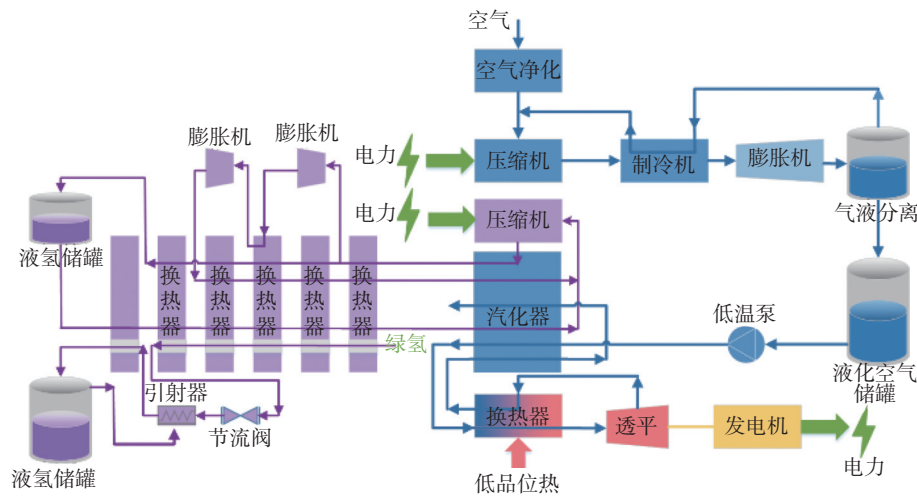 空气
空气净化
膨胀机
膨胀机
电力
压缩机
制冷机
膨胀机
气液分离
电力
压缩机
液氢储罐
换热器
换热器
换热器
换热器
换热器
汽化器
绿氢
低温泵
液化空气
储罐
引射器
节流阀
液氢储罐
换热器
透平
发电机
电力
低品位热